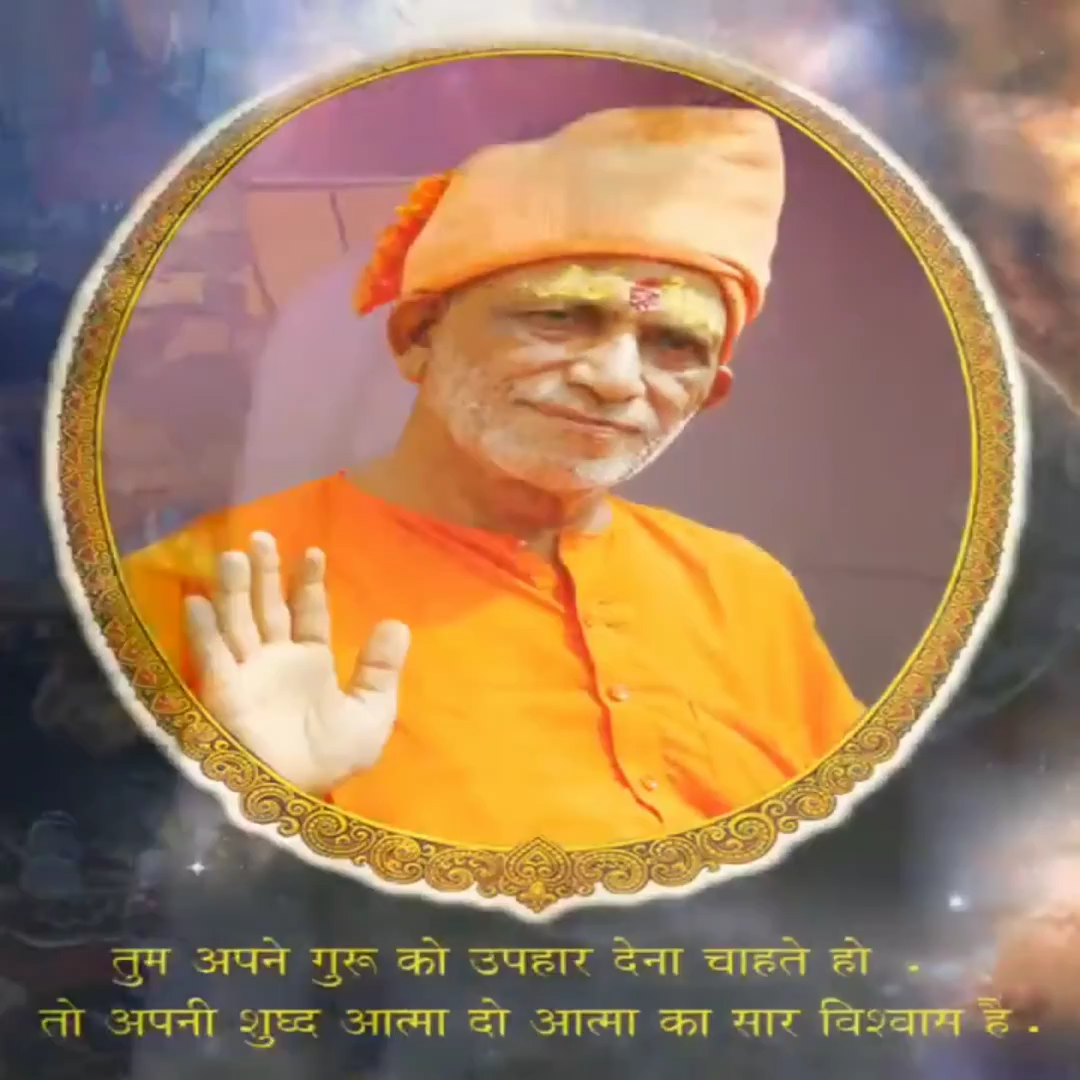 तुम अपने गुरू को उपहार देना चाहते हो .
तो अपनी शुघ्द आत्मा दो आत्मा का सार विश्वास है .